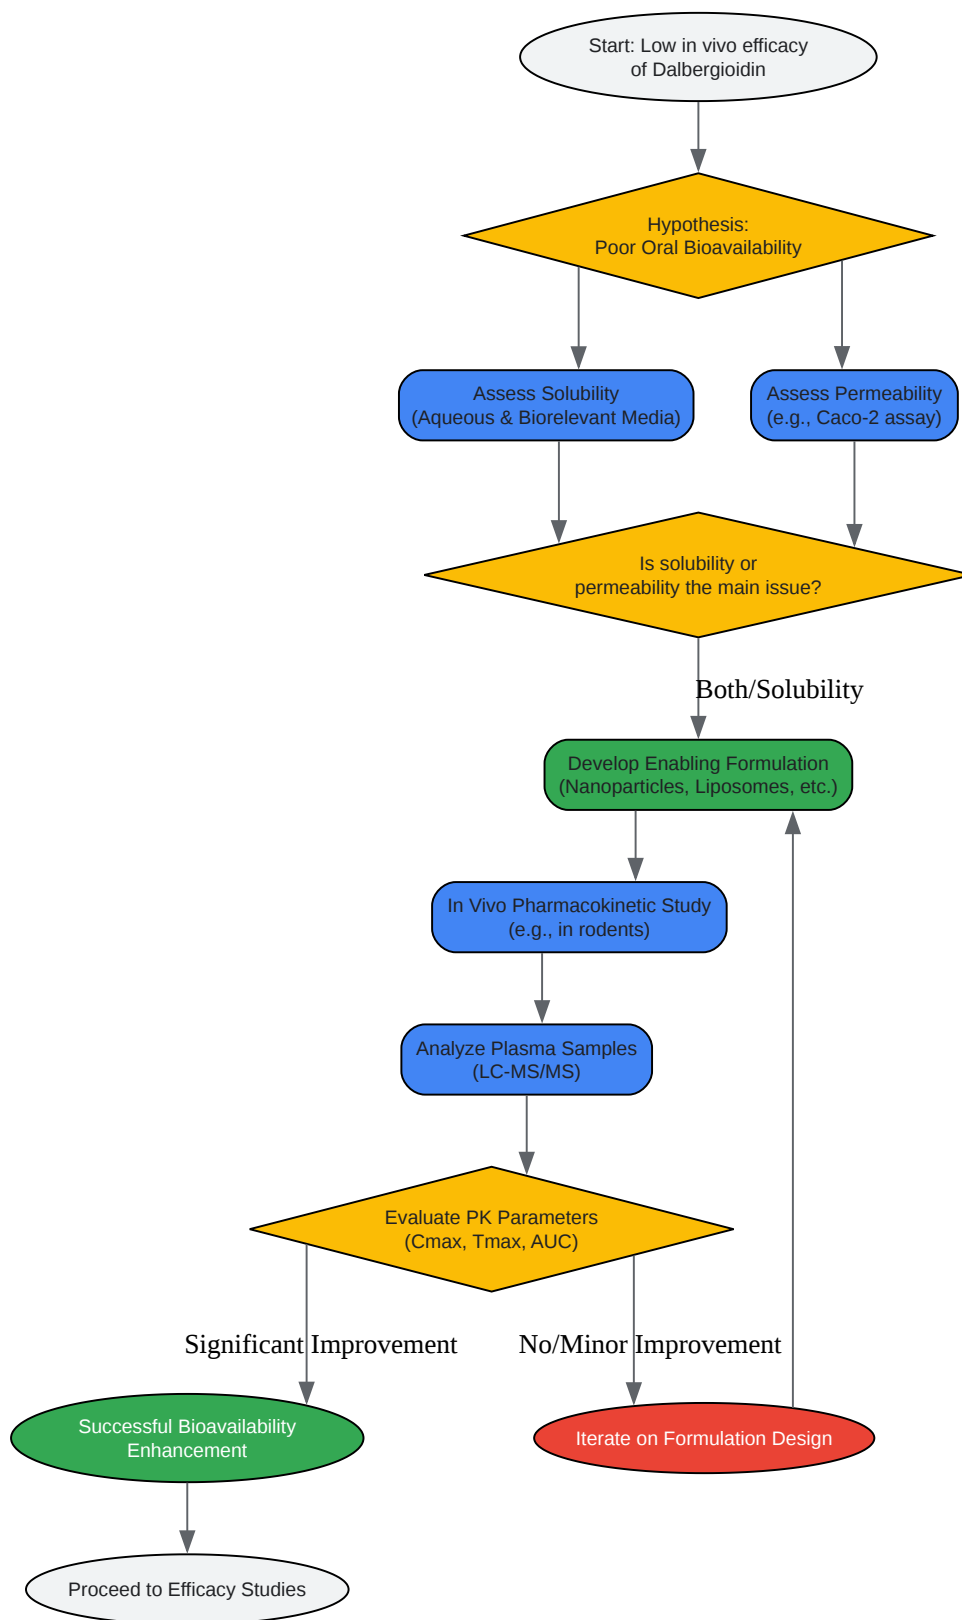 Start: Low in vivo efficacy
of Dalbergioidin
Hypothesis:
Poor Oral Bioavailability
Assess Solubility
(Aqueous & Biorelevant Media)
Assess Permeability
(e.g., Caco-2 assay)
Is solubility or
permeability the main issue?
Both/Solubility
Develop Enabling Formulation
(Nanoparticles, Liposomes, etc.)
In Vivo Pharmacokinetic Study
(e.g., in rodents)
Analyze Plasma Samples
(LC-MS/MS)
Evaluate PK Parameters
(Cmax, Tmax, AUC)
Significant Improvement
No/Minor Improvement
Successful Bioavailability
Enhancement
Iterate on Formulation Design
Proceed to Efficacy Studies